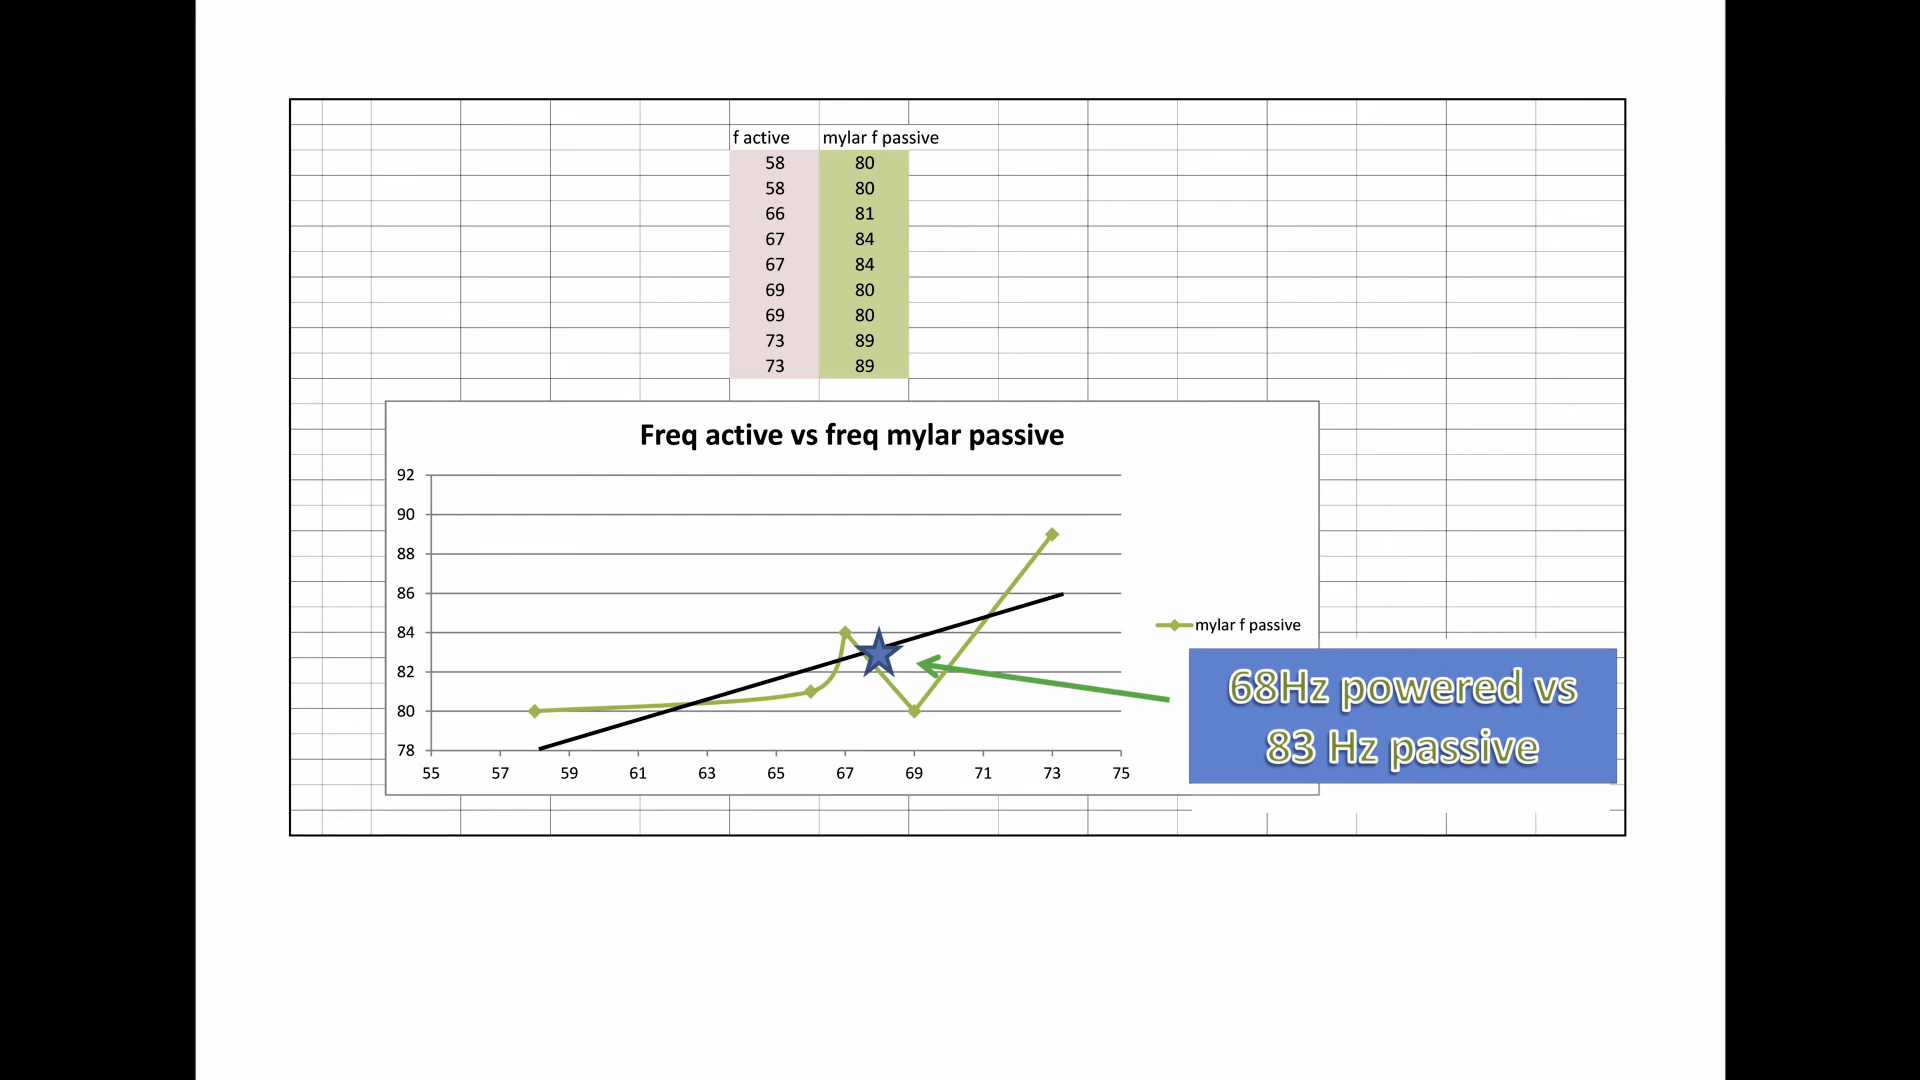 f active mylar f passive
58 80
58 80
66 81
67 84
67 84
69 80
69 80
73 89
73 89
Freq active vs freq mylar passive
92
90
88
86
84
82
80
78
55 57 59 61 63 65 67 69 71 73 75
mylar f passive
68Hz powered vs
83 Hz passive